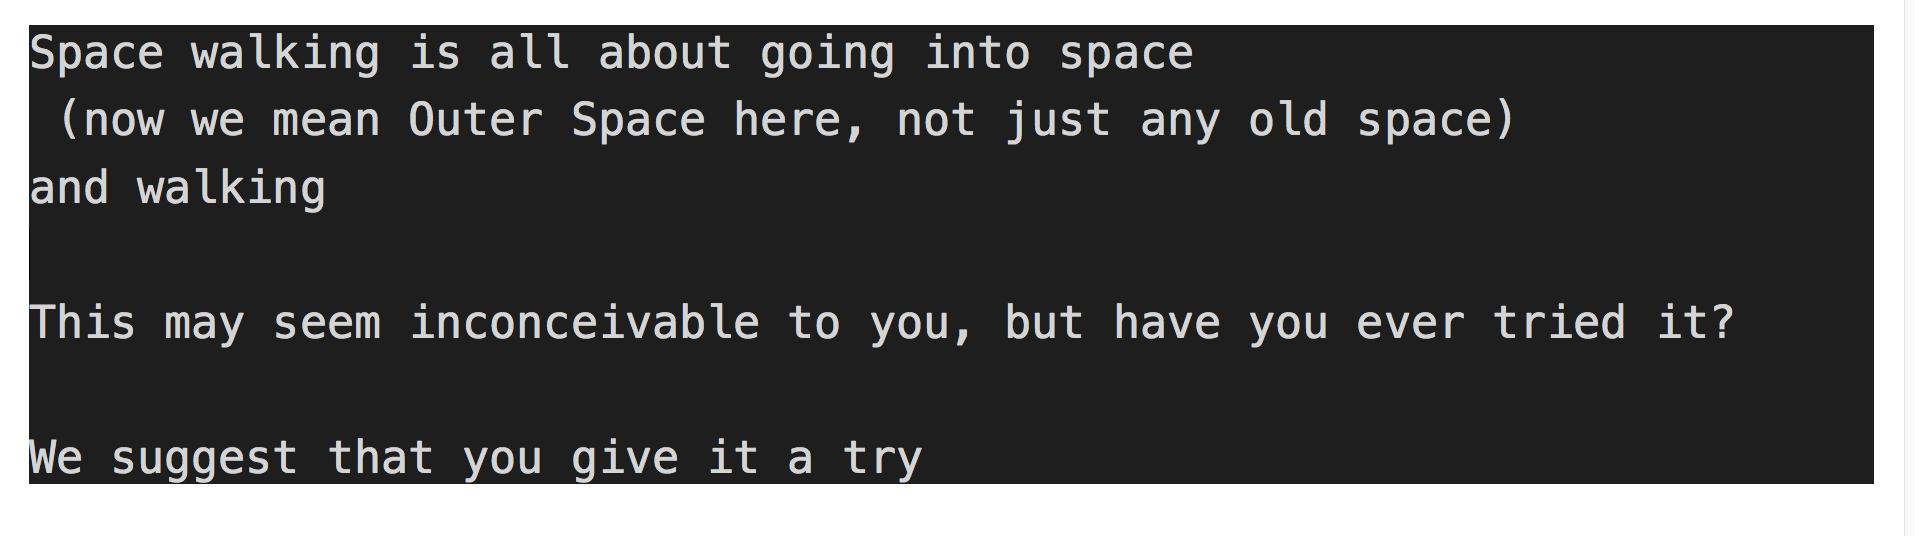 Space walking is all about going into space
 (now we mean Outer Space here, not just any old space)
and walking

This may seem inconceivable to you, but have you ever tried it?

We suggest that you give it a try